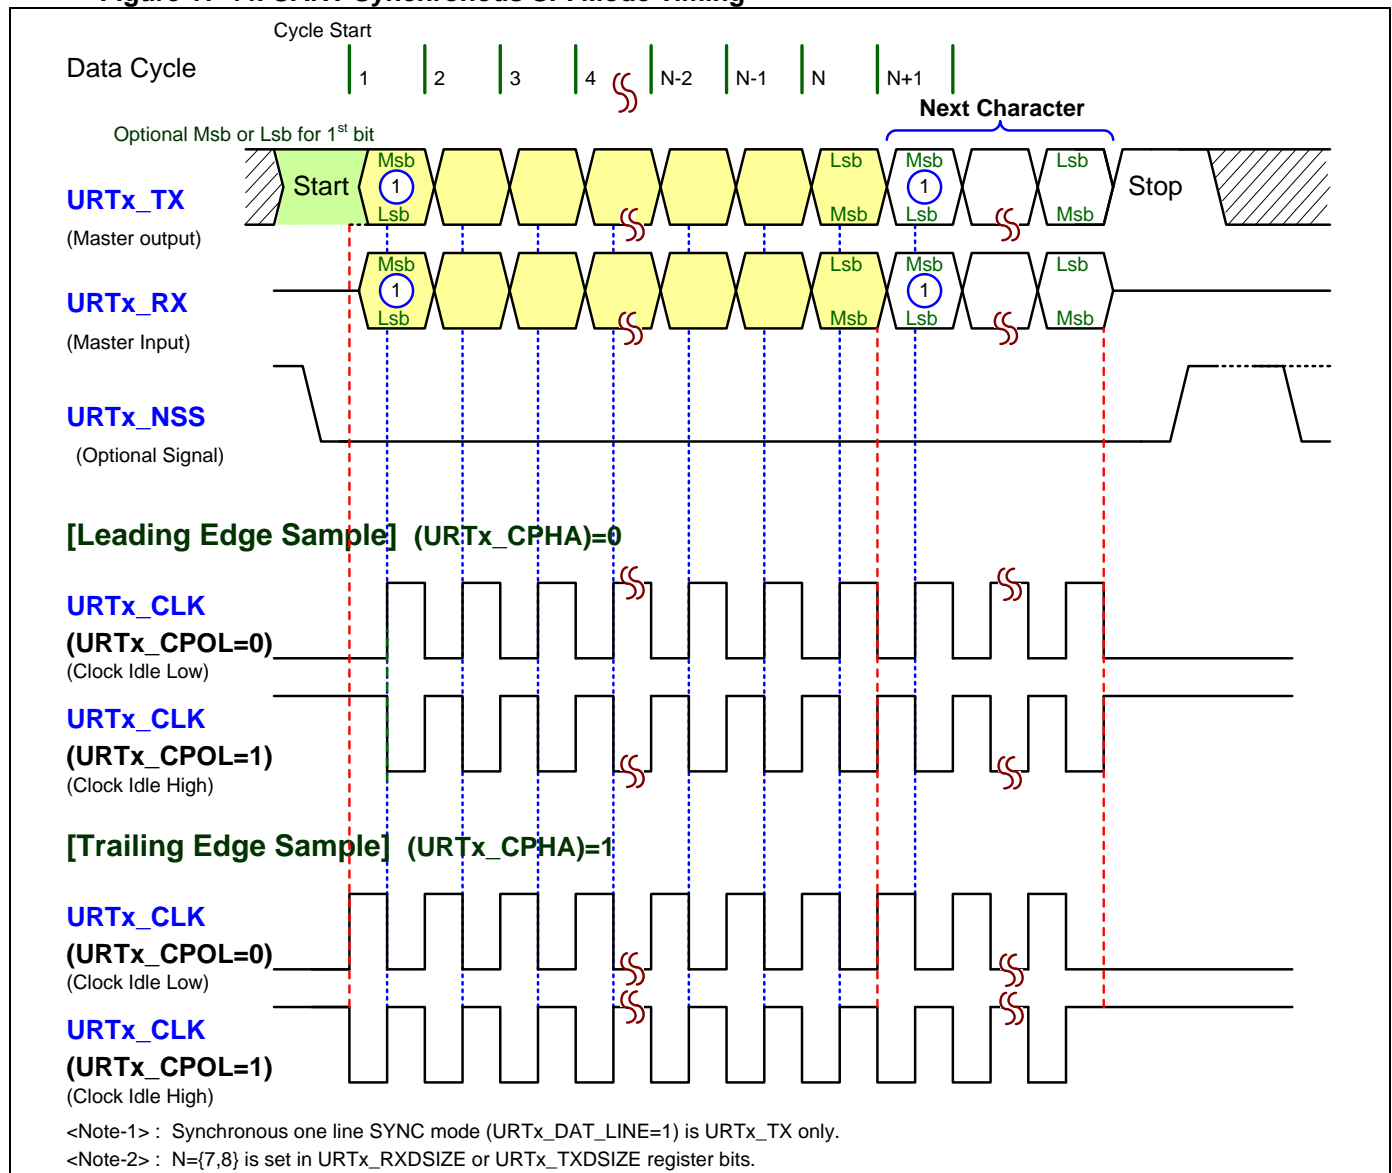 Cycle Start
Data Cycle
1 2 3 4 N-2 N-1 N N+1
Next Character
Optional Msb or Lsb for 1st bit
URTx_TX
(Master output)
Start
Msb
1
Lsb
Lsb
Msb
Msb
1
Lsb
Lsb
Msb
Stop
URTx_RX
(Master Input)
Msb
1
Lsb
Lsb
Msb
Msb
1
Lsb
Lsb
Msb
URTx_NSS
(Optional Signal)
[Leading Edge Sample] (URTx_CPHA)=0
URTx_CLK
(URTx_CPOL=0)
(Clock Idle Low)
URTx_CLK
(URTx_CPOL=1)
(Clock Idle High)
[Trailing Edge Sample] (URTx_CPHA)=1
URTx_CLK
(URTx_CPOL=0)
(Clock Idle Low)
URTx_CLK
(URTx_CPOL=1)
(Clock Idle High)
<Note-1> : Synchronous one line SYNC mode (URTx_DAT_LINE=1) is URTx_TX only.
<Note-2> : N={7,8} is set in URTx_RXDSIZE or URTx_TXDSIZE register bits.